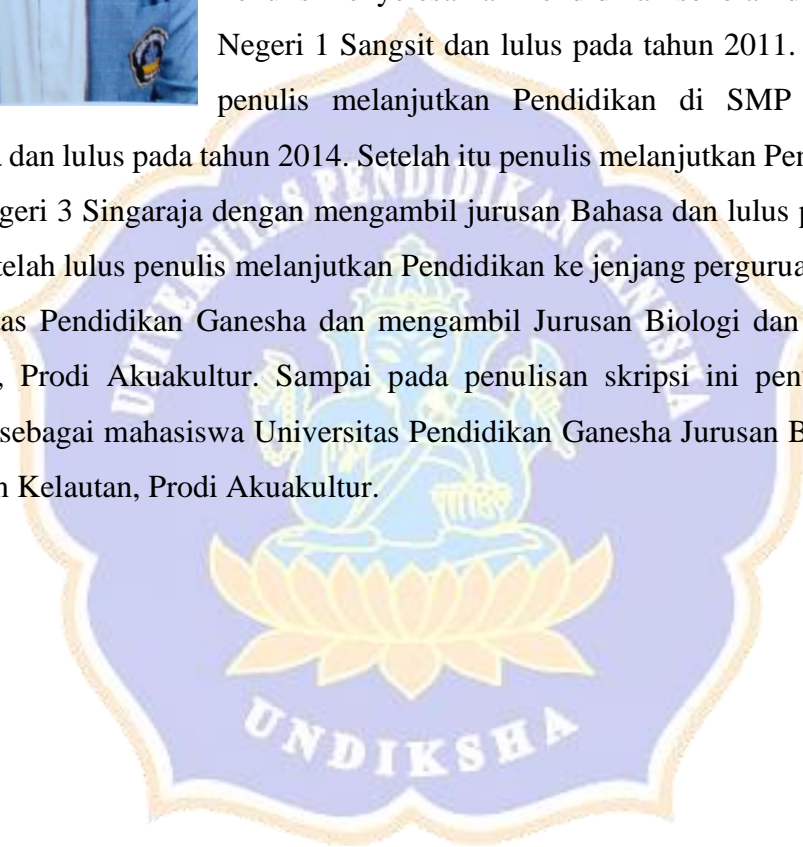 Negeri 1 Sangsit dan lulus pada tahun 2011.
penulis melanjutkan Pendidikan di SMP
dan lulus pada tahun 2014. Setelah itu penulis melanjutkan
geri 3 Singaraja dengan mengambil jurusan Bahasa dan lulus
telah lulus penulis melanjutkan Pendidikan ke jenjang
as Pendidikan Ganesha dan mengambil Jurusan Biologi dan
, Prodi Akuakultur. Sampai pada penulisan skripsi ini
sebagai mahasiswa Universitas Pendidikan Ganesha Jurusan
n Kelautan, Prodi Akuakultur.
UNIVERSITAS PENDIDIKAN GANESHA
UNDIKSHA